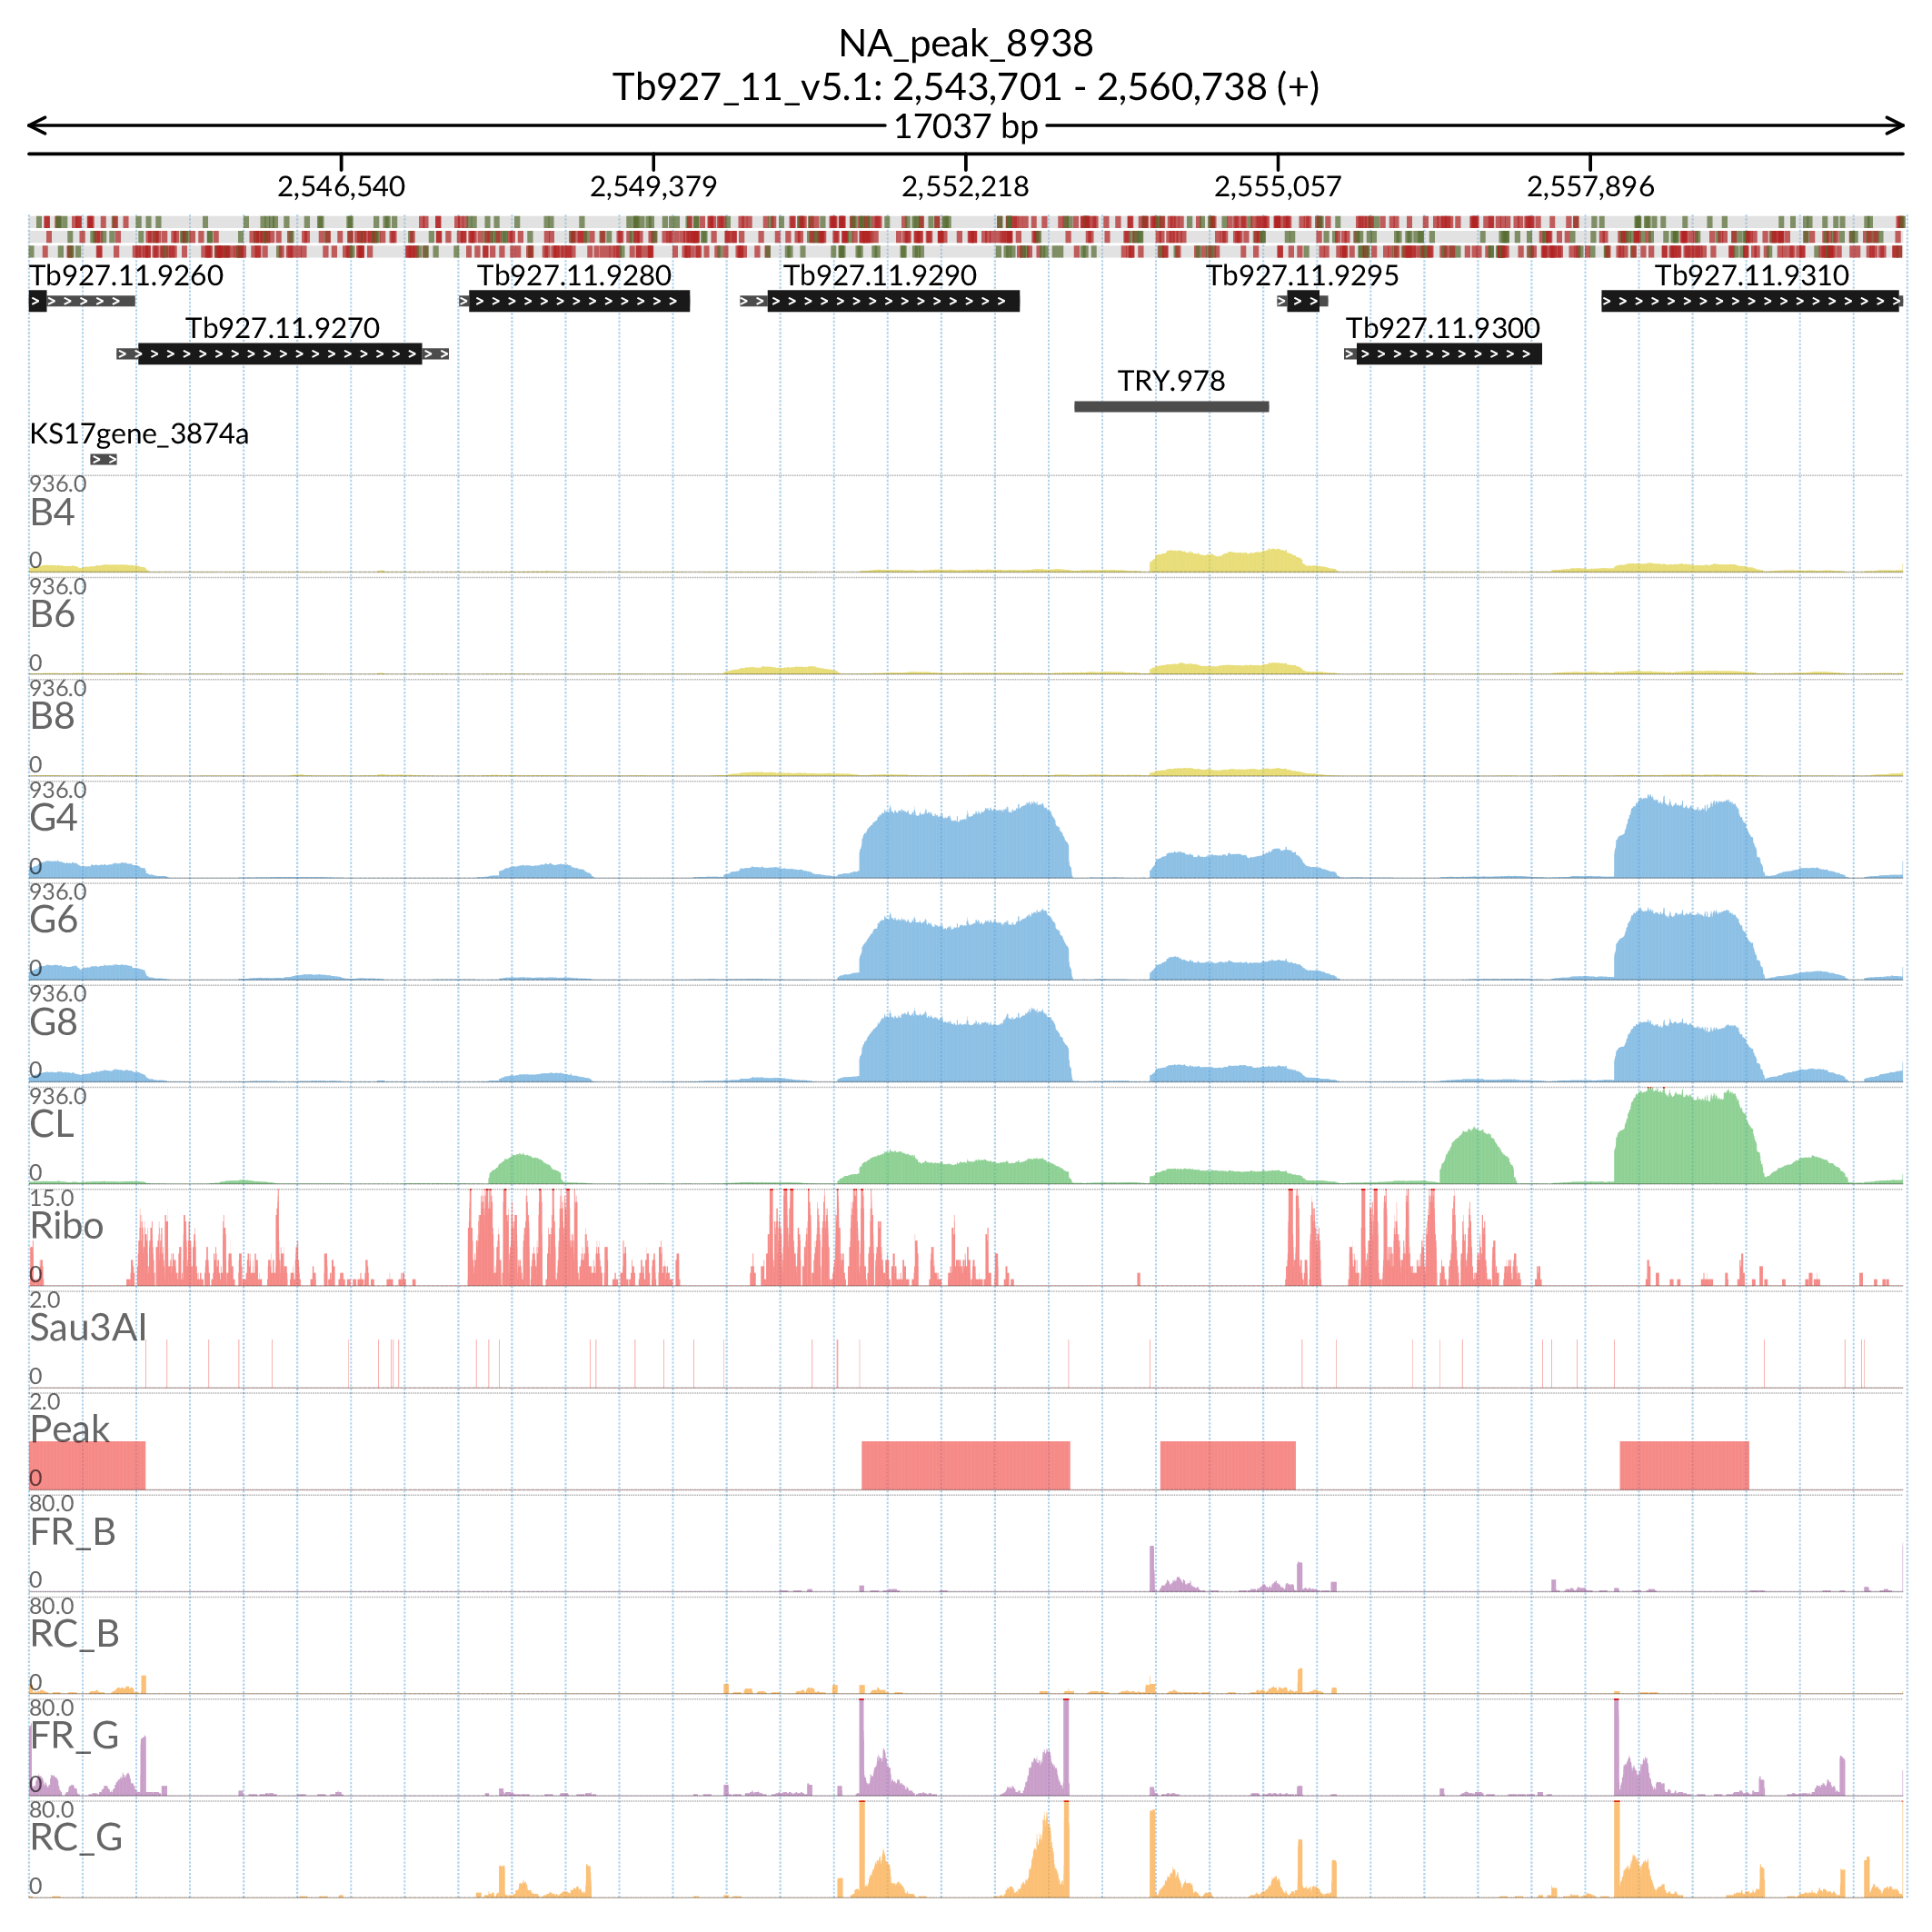 NA_peak_8938
Tb927_11_v5.1: 2,543,701 - 2,560,738 (+)
17037 bp
2,546,540 2,549,379 2,552,218 2,555,057 2,557,896
Tb927.11.9260 Tb927.11.9280 Tb927.11.9290 Tb927.11.9295 Tb927.11.9310
Tb927.11.9270 Tb927.11.9300
TRY.978
KS17gene_3874a
936.0
B4
0
936.0
B6
0
936.0
B8
0
936.0
G4
0
936.0
G6
0
936.0
G8
0
936.0
CL
0
15.0
Ribo
0
2.0
Sau3AI
0
2.0
Peak
0
80.0
FR_B
0
80.0
RC_B
0
80.0
FR_G
0
80.0
RC_G
0